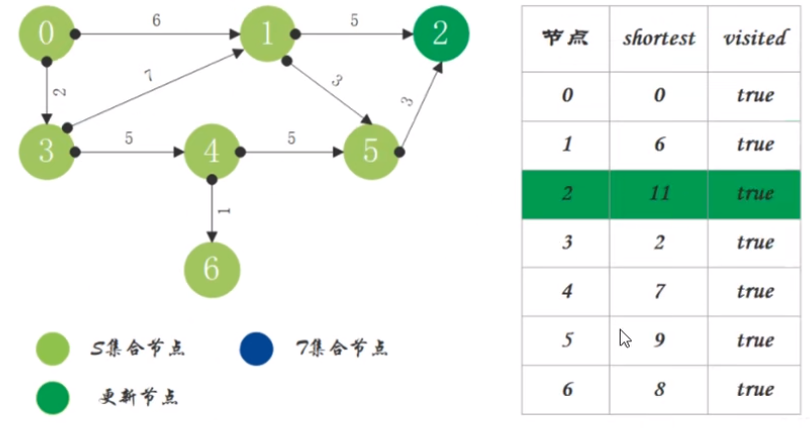 0 6 1 5 2
2 7 3 3
3 5 4 5 5
1
6
S集合节点 7集合节点
更新节点
节点 shortest visited
0 0 true
1 6 true
2 11 true
3 2 true
4 7 true
5 9 true
6 8 true